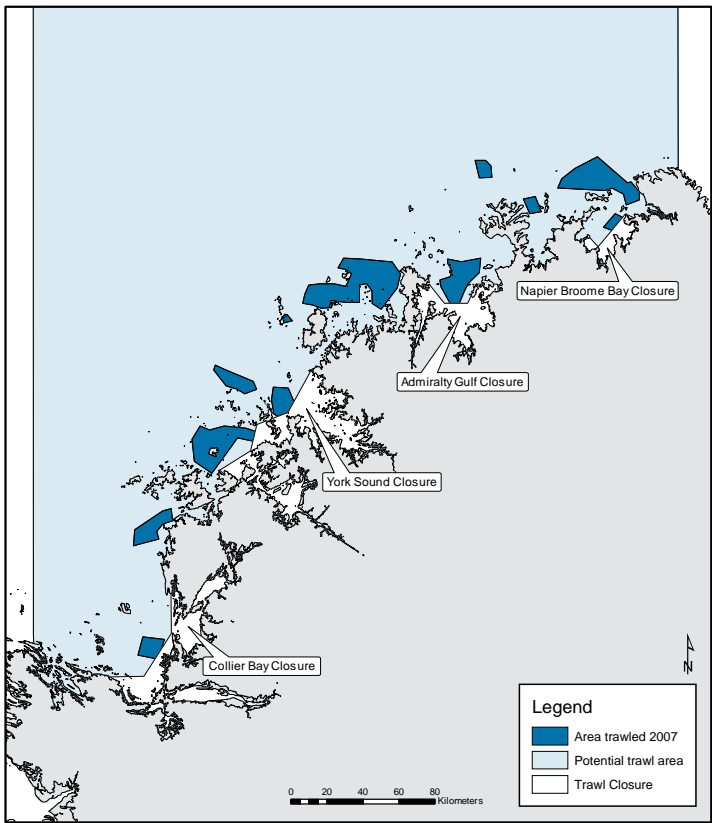 Napier Broome Bay Closure
Admiralty Gulf Closure
York Sound Closure
Collier Bay Closure
N
Legend
Area trawled 2007
Potential trawl area
Trawl Closure
0 20 40 60 80
Kilometers